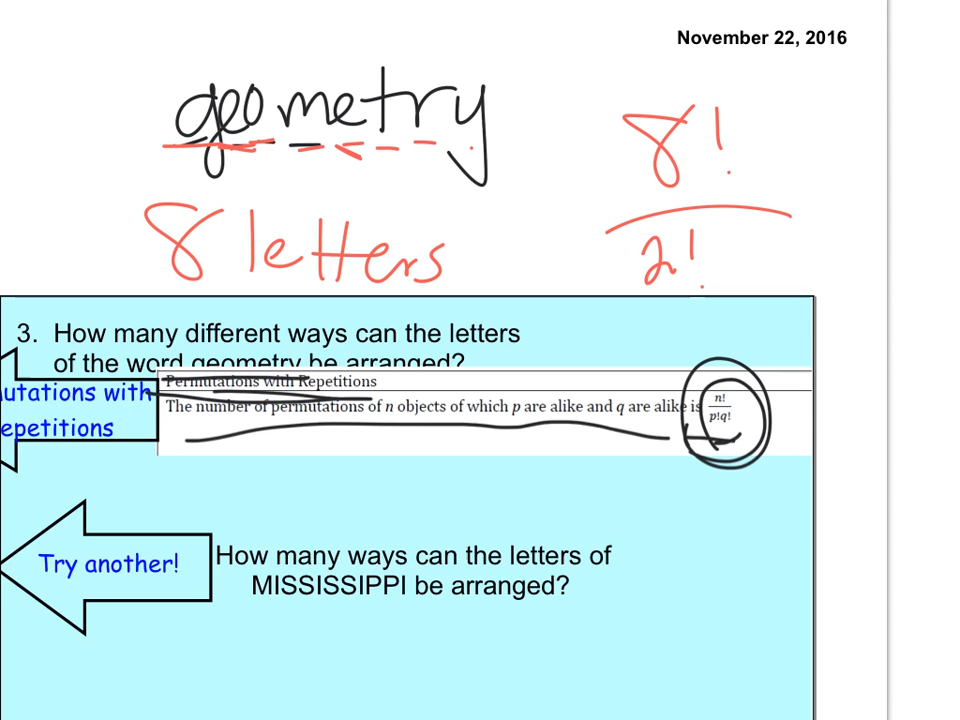 November 22, 2016
geometry
8!
8 letters
2!
3. How many different ways can the letters
of the word geometry be arranged?
utations with
epetitions
Permutations with Repetitions
The number of permutations of n objects of which p are alike and q are alike is n!
p!q!
Try another!
How many ways can the letters of
MISSISSIPPI be arranged?